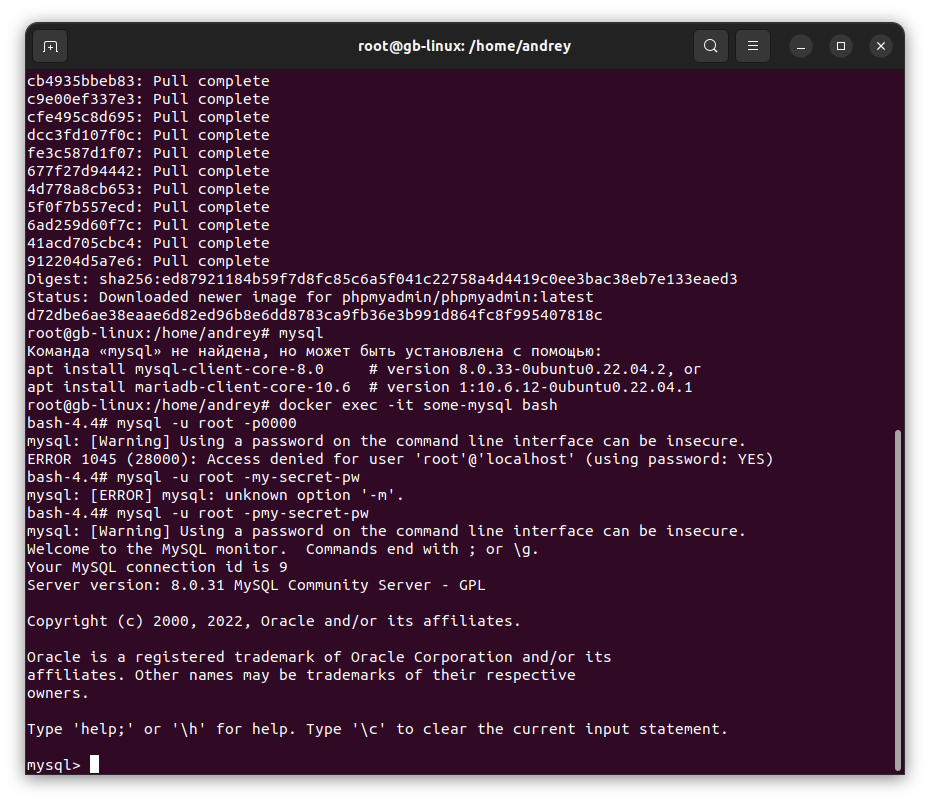 root@gb-linux: /home/andrey
cb4935bbeb83: Pull complete
c9e00ef337e3: Pull complete
cfe495c8d695: Pull complete
dcc3fd107f0c: Pull complete
fe3c587d1f07: Pull complete
677f27d94442: Pull complete
4d778a8cb653: Pull complete
5f0f7b557ecd: Pull complete
6ad259d60f7c: Pull complete
41acd705cbc4: Pull complete
912204d5a7e6: Pull complete
Digest: sha256:ed87921184b59f7d8fc85c6a5f041c22758a4d4419c0ee3bac38eb7e133eaed3
Status: Downloaded newer image for phpmyadmin/phpmyadmin:latest
d72dbe6ae38eaae6d82ed96b8e6dd8783ca9fb36e3b991d864fc8f995407818c
root@gb-linux:/home/andrey# mysql
Команда «mysql» не найдена, но может быть установлена с помощью:
apt install mysql-client-core-8.0     # version 8.0.33-0ubuntu0.22.04.2, or
apt install mariadb-client-core-10.6  # version 1:10.6.12-0ubuntu0.22.04.1
root@gb-linux:/home/andrey# docker exec -it some-mysql bash
bash-4.4# mysql -u root -p0000
mysql: [Warning] Using a password on the command line interface can be insecure.
ERROR 1045 (28000): Access denied for user 'root'@'localhost' (using password: YES)
bash-4.4# mysql -u root -my-secret-pw
mysql: [ERROR] mysql: unknown option '-m'.
bash-4.4# mysql -u root -pmy-secret-pw
mysql: [Warning] Using a password on the command line interface can be insecure.
Welcome to the MySQL monitor.  Commands end with ; or \g.
Your MySQL connection id is 9
Server version: 8.0.31 MySQL Community Server - GPL
Copyright (c) 2000, 2022, Oracle and/or its affiliates.
Oracle is a registered trademark of Oracle Corporation and/or its
affiliates. Other names may be trademarks of their respective
owners.
Type 'help;' or '\h' for help. Type '\c' to clear the current input statement.
mysql>